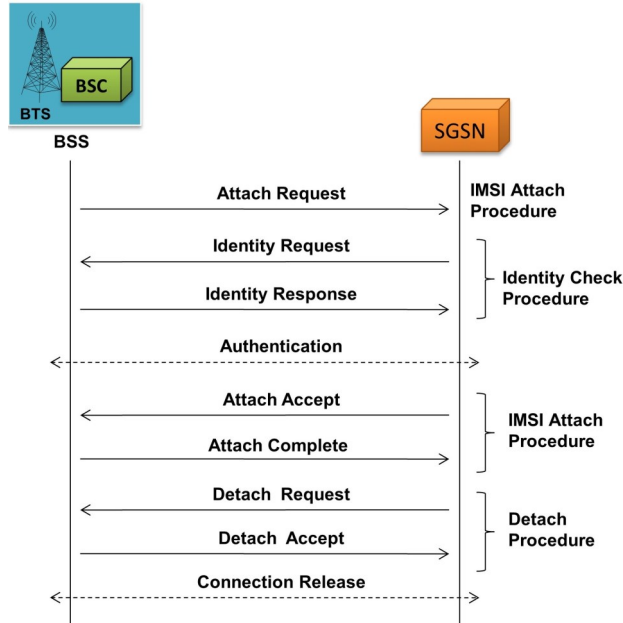 BSC
BTS
BSS
SGSN
Attach Request
IMSI Attach
Procedure
Identity Request
Identity Response
Identity Check
Procedure
Authentication
Attach Accept
Attach Complete
IMSI Attach
Procedure
Detach Request
Detach Accept
Detach
Procedure
Connection Release